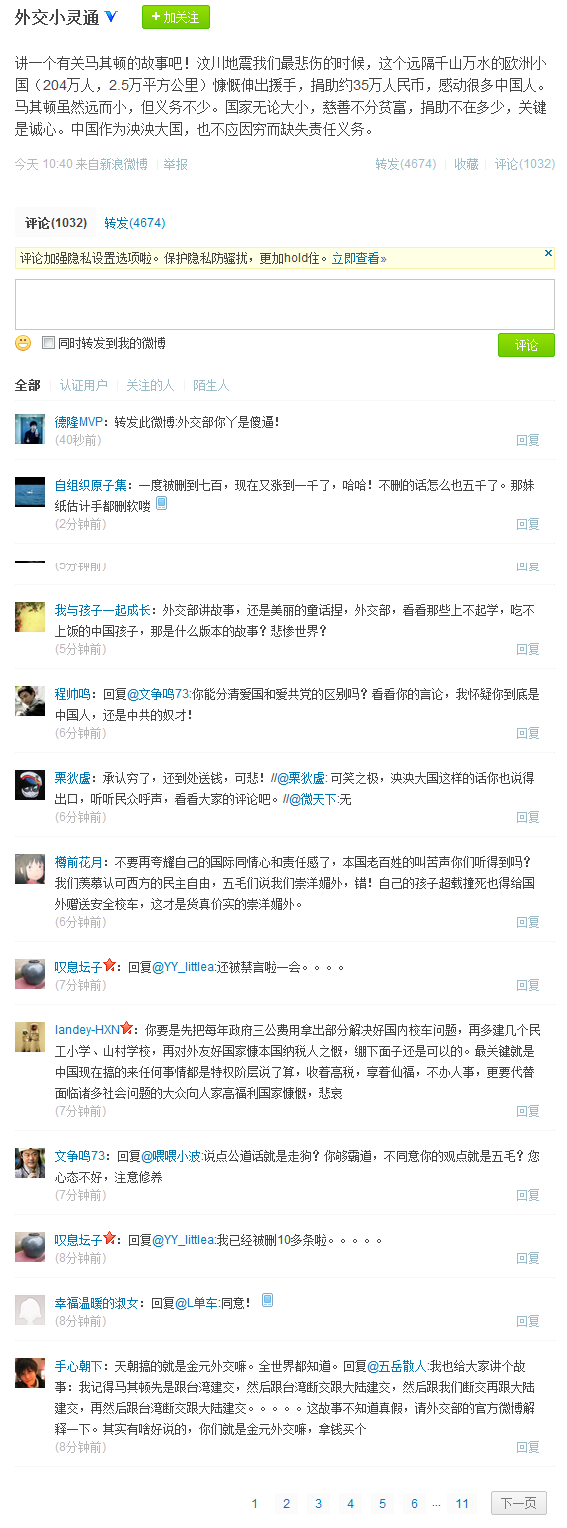 外交小灵通 + 加关注
讲一个有关马其顿的故事吧！汶川地震我们最悲伤的时候，这个远隔千山万水的欧洲小
国（204万人，2.5万平方公里）慷慨伸出援手，捐助约35万人民币，感动很多中国人。
马其顿虽然远而小，但义务不少。国家无论大小，慈善不分贫富，捐助不在多少，关键
是诚心。中国作为泱泱大国，也不应因穷而缺失责任义务。
今天 10:40 来自新浪微博 | 举报 转发(4674) | 收藏 | 评论(1032)
评论(1032) 转发(4674)
评论加强隐私设置选项啦。保护隐私防骚扰，更加hold住。立即查看»
同时转发到我的微博 评论
全部 | 认证用户 | 关注的人 | 陌生人
德隆MVP：转发此微博:外交部你丫是傻逼！
(40秒前) 回复
自组织原子集：一度被删到七百，现在又涨到一千了，哈哈！不删的话怎么也五千了。那妹
纸估计手都删软喽
(2分钟前) 回复
(5分钟前) 回复
我与孩子一起成长：外交部讲故事，还是美丽的童话捏，外交部，看看那些上不起学，吃不
上饭的中国孩子，那是什么版本的故事？悲惨世界？
(5分钟前) 回复
程帅鸣：回复@文争鸣73:你能分清爱国和爱共党的区别吗？看看你的言论，我怀疑你到底是
中国人，还是中共的奴才！
(6分钟前) 回复
栗狄盧：承认穷了，还到处送钱，可悲！//@栗狄盧: 可笑之极，泱泱大国这样的话你也说得
出口，听听民众呼声，看看大家的评论吧。//@微天下:无
(6分钟前) 回复
樽前花月：不要再夸耀自己的国际同情心和责任感了，本国老百姓的叫苦声你们听得到吗？
我们羡慕认可西方的民主自由，五毛们说我们崇洋媚外，错！自己的孩子超载撞死也得给国
外赠送安全校车，这才是货真价实的崇洋媚外。
(6分钟前) 回复
叹息坛子：回复@YY_littlea:还被禁言啦一会。。。。
(7分钟前) 回复
landey-HXN：你要是先把每年政府三公费用拿出部分解决好国内校车问题，再多建几个民
工小学、山村学校，再对外友好国家慷本国纳税人之慨，绷下面子还是可以的。最关键就是
中国现在搞的来任何事情都是特权阶层说了算，收着高税，享着仙福，不办人事，更要代替
面临诸多社会问题的大众向人家高福利国家慷慨，悲哀
(7分钟前) 回复
文争鸣73：回复@喂喂小波:说点公道话就是走狗？你够霸道，不同意你的观点就是五毛？您
心态不好，注意修养
(7分钟前) 回复
叹息坛子：回复@YY_littlea:我已经被删10多条啦。。。。。
(8分钟前) 回复
幸福温暖的淑女：回复@L单车:同意！
(8分钟前) 回复
手心朝下：天朝搞的就是金元外交嘛。全世界都知道。回复@五岳散人:我也给大家讲个故
事：我记得马其顿先是跟台湾建交，然后跟台湾断交跟大陆建交，然后跟我们断交再跟大陆
建交，再然后跟台湾断交跟大陆建交。。。。。这故事不知道真假，请外交部的官方微博解
释一下。其实有啥好说的，你们就是金元外交嘛，拿钱买个
(8分钟前) 回复
1 2 3 4 5 6 ... 11 下一页